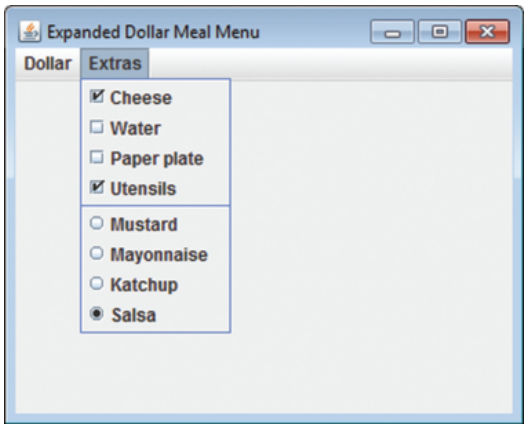 Expanded Dollar Meal Menu
Dollar Extras
Cheese
Water
Paper plate
Utensils
Mustard
Mayonnaise
Katchup
Salsa